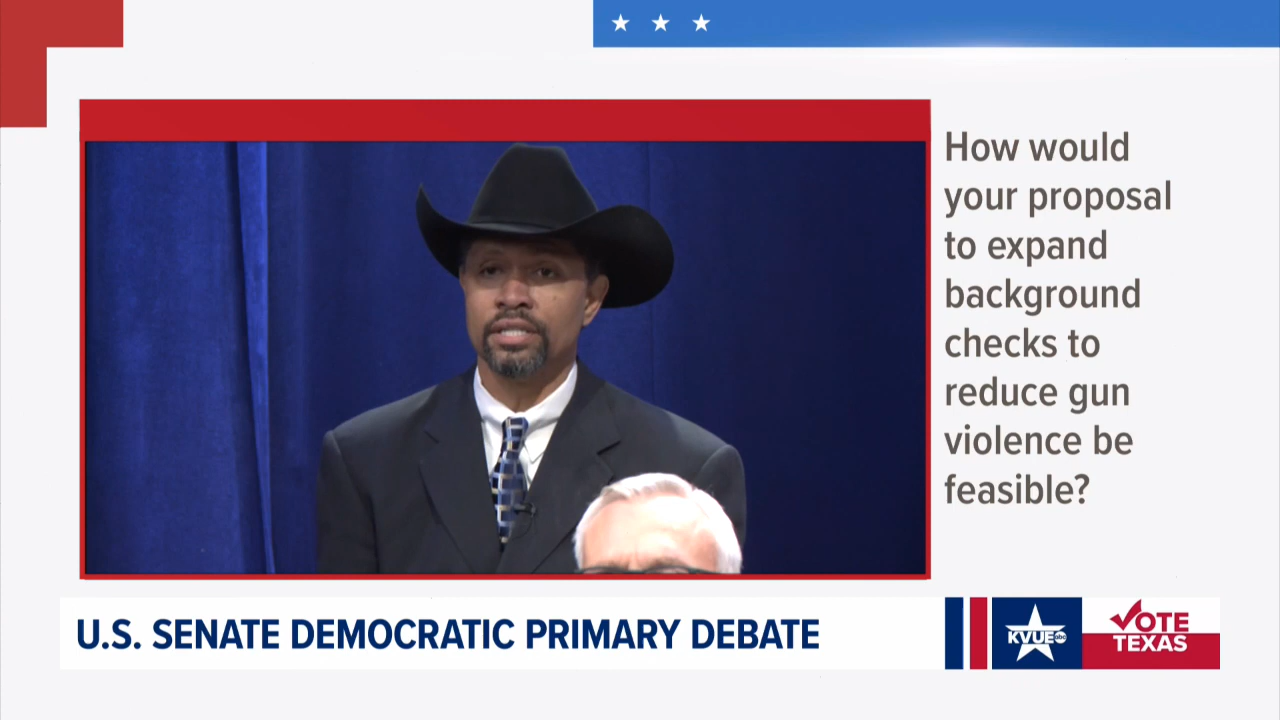 How would
your proposal
to expand
background
checks to
reduce gun
violence be
feasible?
U.S. SENATE DEMOCRATIC PRIMARY DEBATE
KVUE abc
VOTE
TEXAS